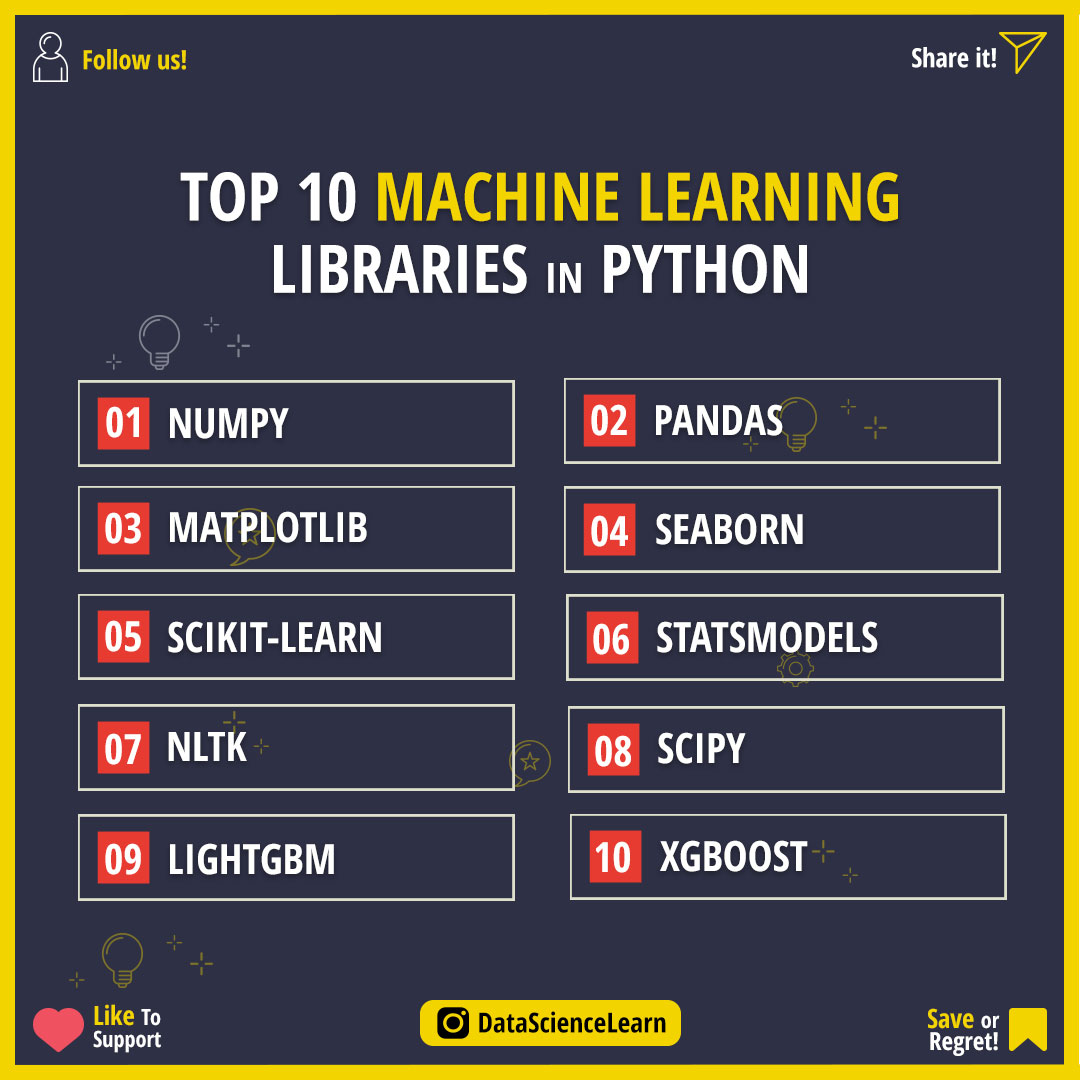 Follow us!
Share it!
TOP 10 MACHINE LEARNING
LIBRARIES IN PYTHON
01 NUMPY
02 PANDAS
03 MATPLOTLIB
04 SEABORN
05 SCIKIT-LEARN
06 STATSMODELS
07 NLTK
08 SCIPY
09 LIGHTGBM
10 XGBOOST
Like To
Support
DataScienceLearn
Save or
Regret!